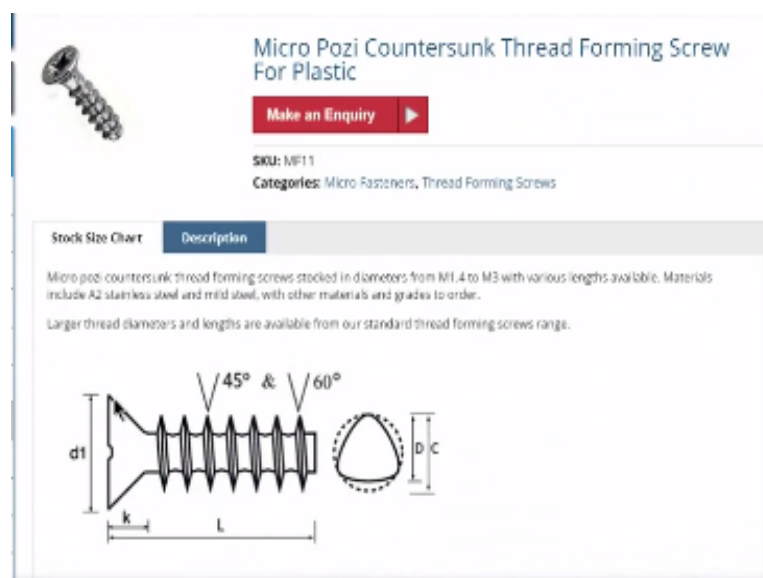 Micro Pozi Countersunk Thread Forming Screw
For Plastic
Make an Enquiry
SKU: MF11
Categories: Micro Fasteners, Thread Forming Screws
Stock Size Chart
Description
Micro pozi countersunk thread forming screws stocked in diameters from M1.4 to M3 with various lengths available. Materials
include A2 stainless steel and mild steel, with other materials and grades to order.
Larger thread diameters and lengths are available from our standard thread forming screws range.
45° & 60°
d1
D C
k
L